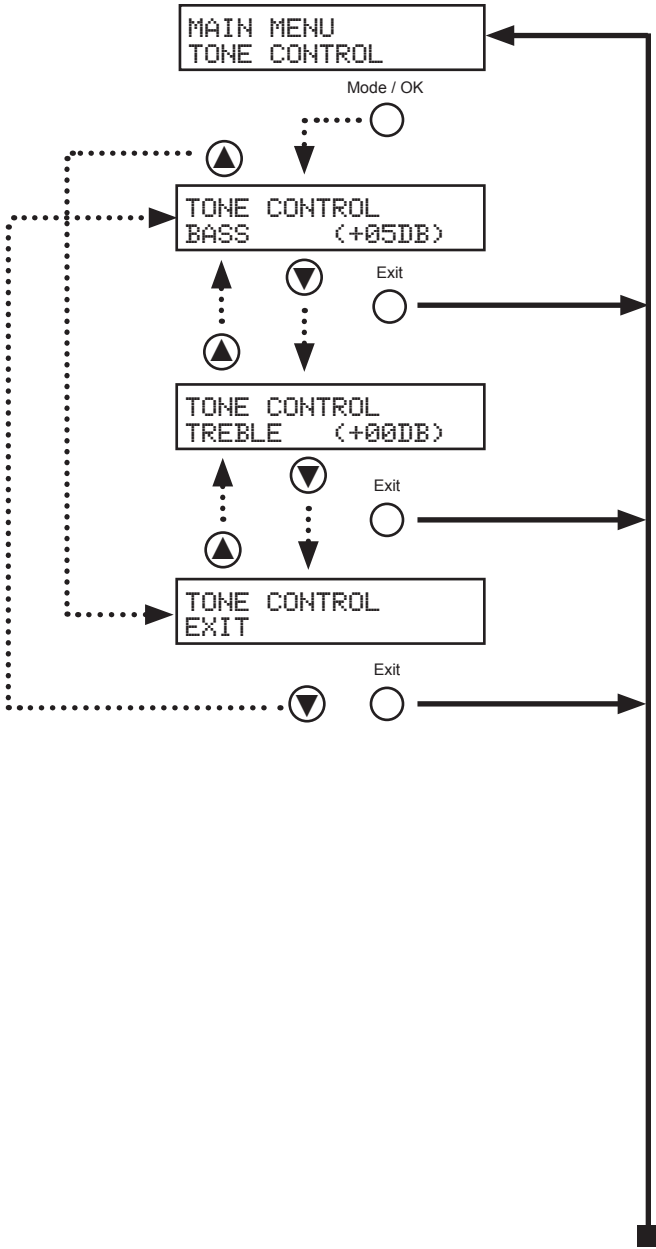 MAIN MENU
TONE CONTROL
Mode / OK
TONE CONTROL
BASS (+05DB)
Exit
TONE CONTROL
TREBLE (+00DB)
Exit
TONE CONTROL
EXIT
Exit